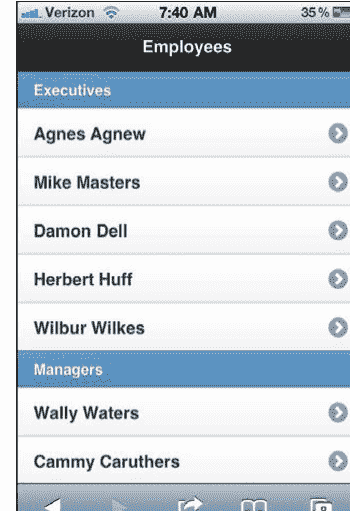 Verizon 7:40 AM 35%
Employees
Executives
Agnes Agnew
Mike Masters
Damon Dell
Herbert Huff
Wilbur Wilkes
Managers
Wally Waters
Cammy Caruthers